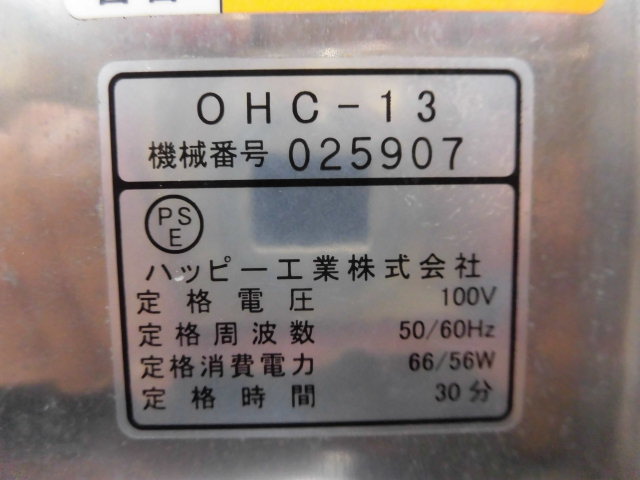 OHC-13
機械番号 025907
PS
E
ハッピー工業株式会社
定格電圧 100V
定格周波数 50/60Hz
定格消費電力 66/56W
定格時間 30分